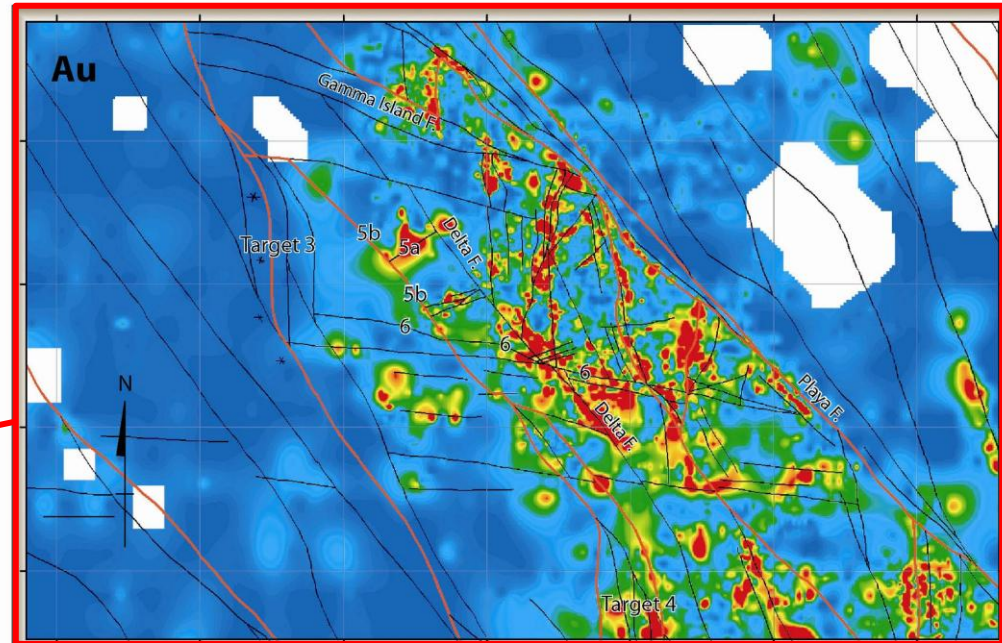 Au
Gamma Island F.
5b
5a
Delta F.
Target 3
5b
6
6
6
N
Playa F.
Delta F.
Target 4